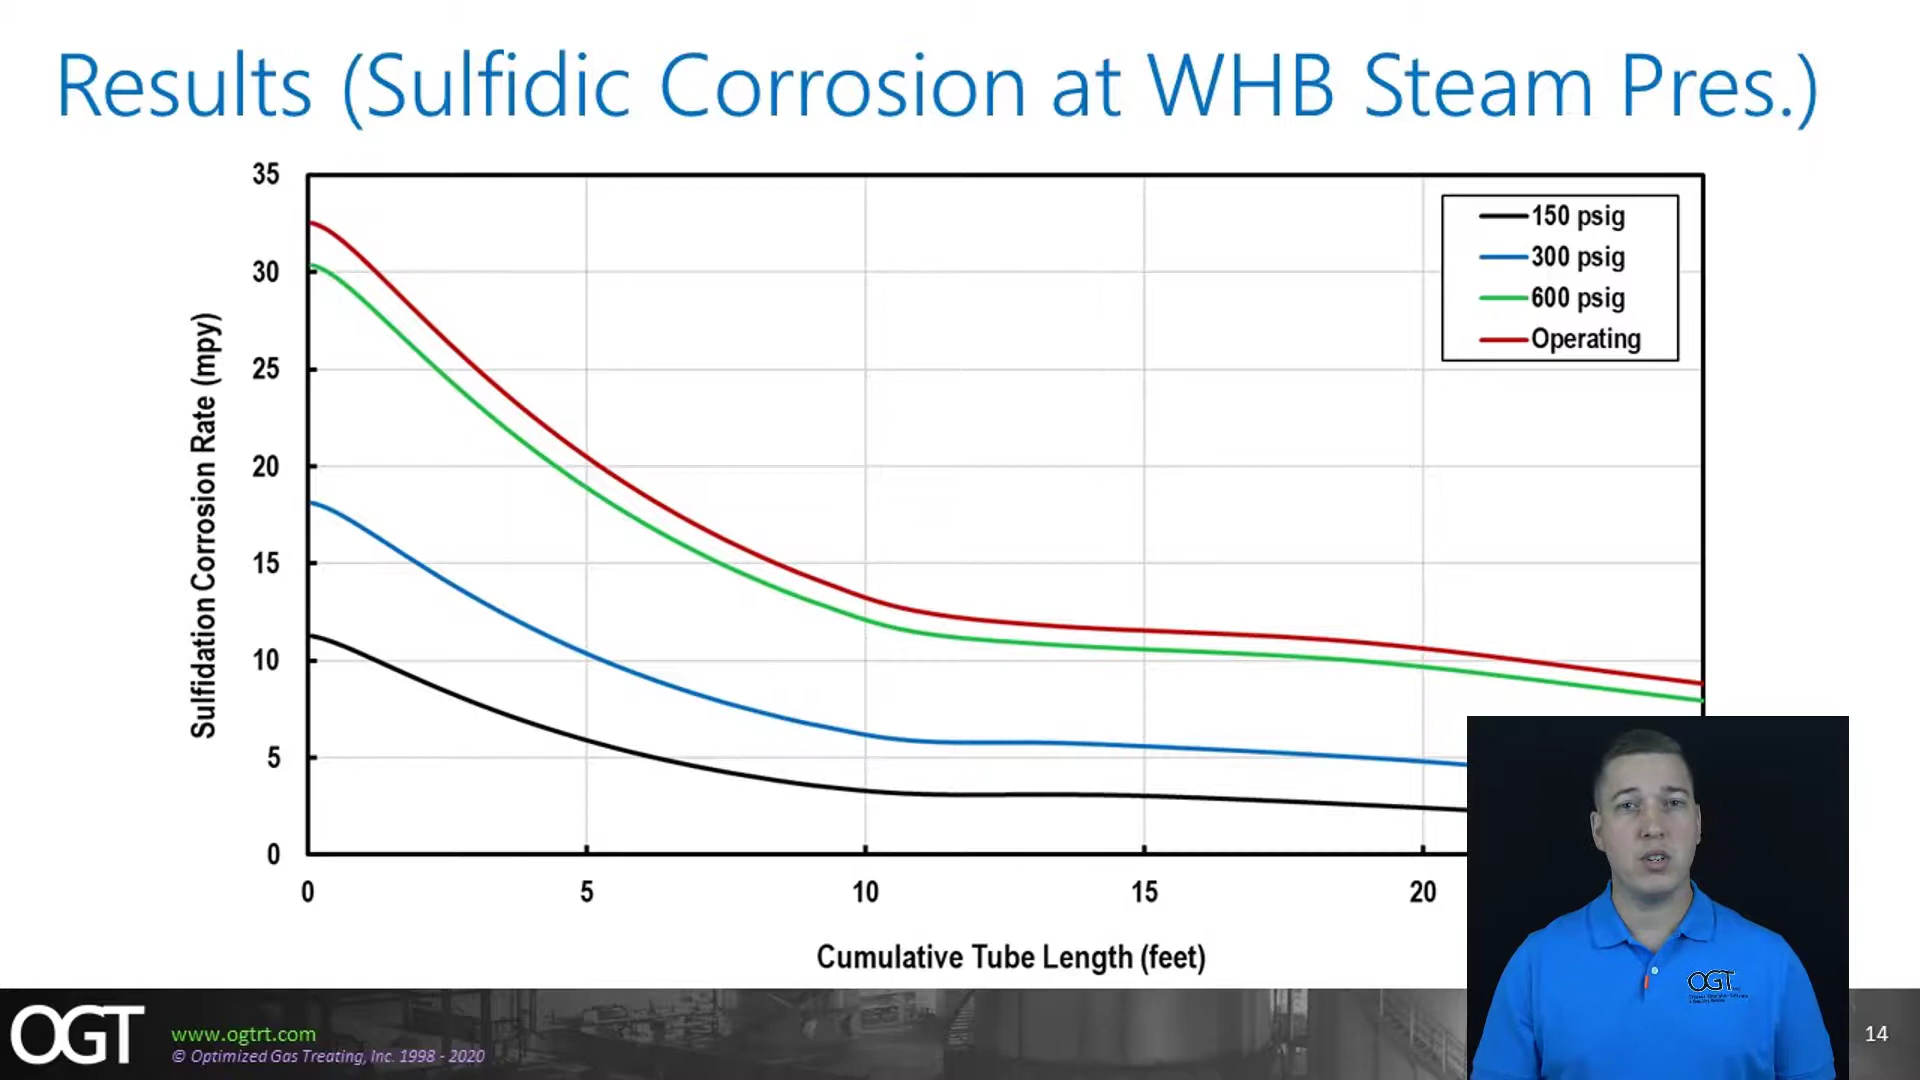 Results (Sulfidic Corrosion at WHB Steam Pres.)
35
30
25
20
15
10
5
0
Sulfidation Corrosion Rate (mpy)
150 psig
300 psig
600 psig
Operating
0
5
10
15
20
Cumulative Tube Length (feet)
OGT
OGT
www.ogtrt.com
© Optimized Gas Treating, Inc. 1998 - 2020
14